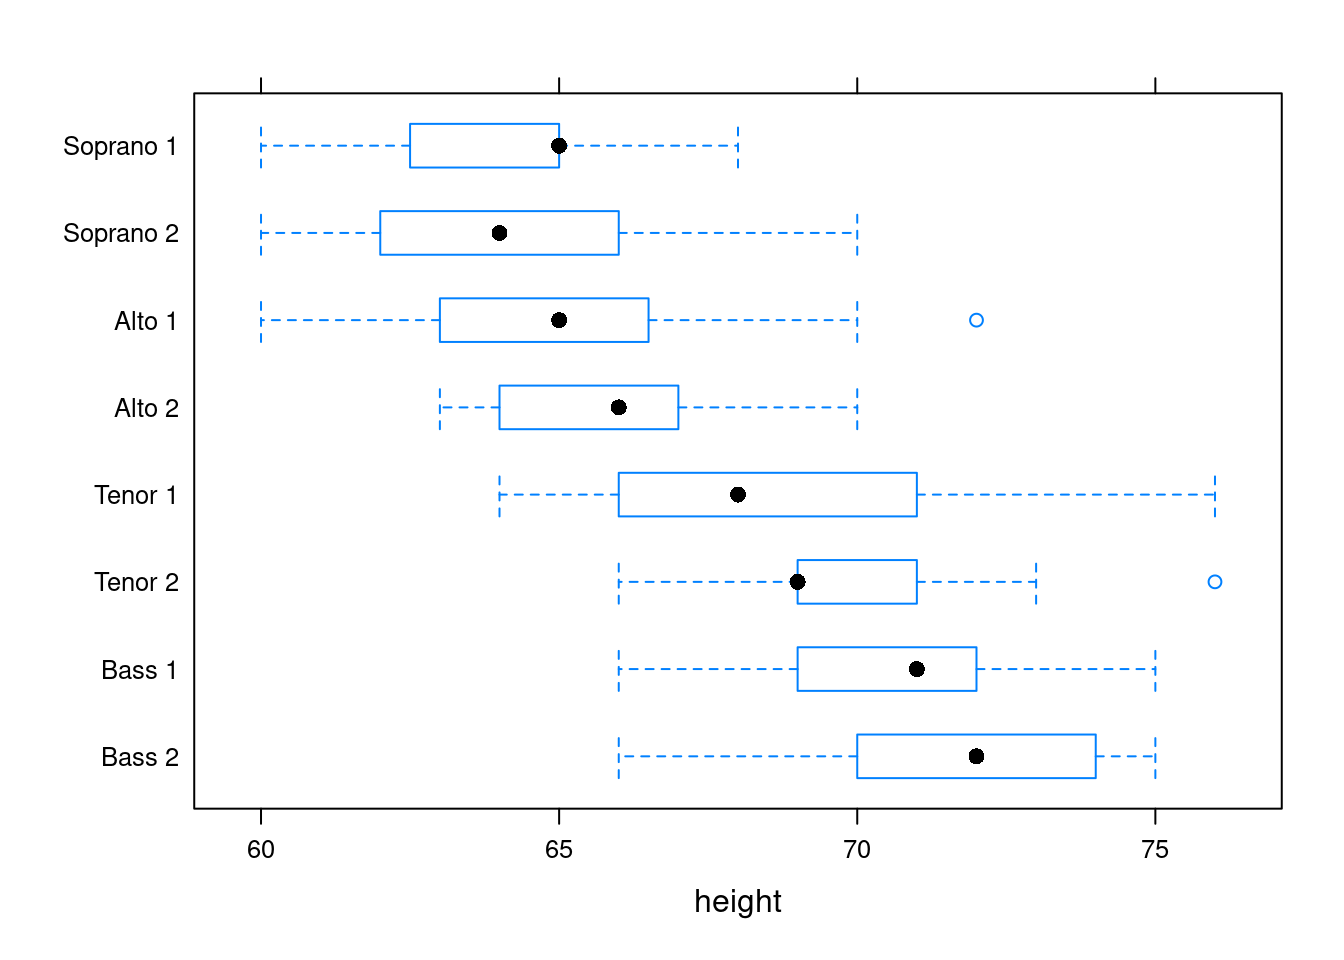 Soprano 1
Soprano 2
Alto 1
Alto 2
Tenor 1
Tenor 2
Bass 1
Bass 2
60 65 70 75
height